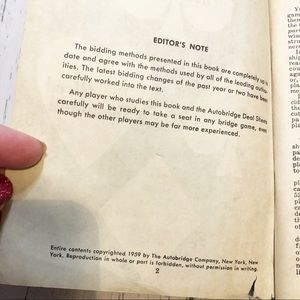 EDITOR'S NOTE
The bidding methods presented in this book are completely up to
date and agree with the methods used by all of the leading author-
ities. The latest bidding changes of the past year or two have been
carefully worked into the text.
Any player who studies this book and the Autobridge Deal Sheets
carefully will be ready to take a seat in any bridge game, even
though the other players may be far more experienced.
Entire contents copyrighted 1959 by The Autobridge Company, New York, New
York. Reproduction in whole or part is forbidden, without permission in writing.
2